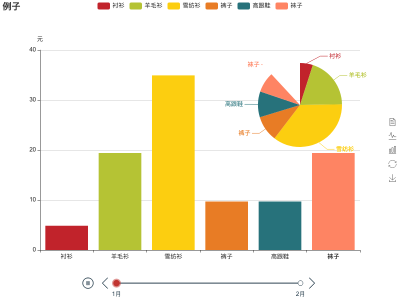 例子
衬衫 羊毛衫 雪纺衫 裤子 高跟鞋 袜子
元
40
30
20
10
0
衬衫 羊毛衫 雪纺衫 裤子 高跟鞋 袜子
衬衫
羊毛衫
雪纺衫
裤子
高跟鞋
袜子
1月 2月